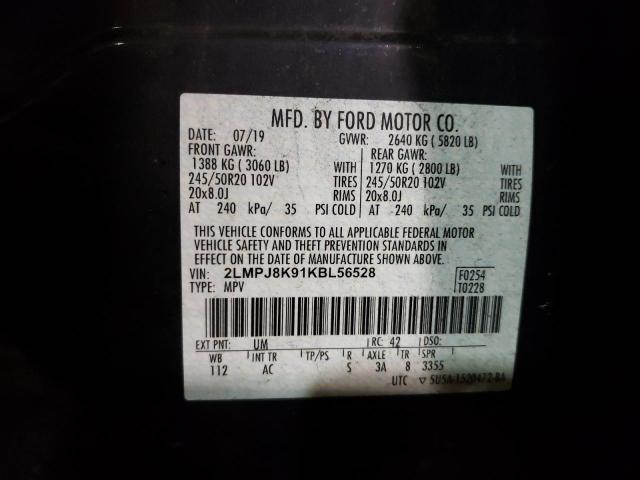 MFD. BY FORD MOTOR CO.
DATE: 07/19 GVWR: 2640 KG ( 5820 LB)
FRONT GAWR: REAR GAWR:
1388 KG ( 3060 LB) WITH 1270 KG ( 2800 LB) WITH
245/50R20 102V TIRES 245/50R20 102V TIRES
20x8.0J RIMS 20x8.0J RIMS
AT 240 kPa/ 35 PSI COLD AT 240 kPa/ 35 PSI COLD
THIS VEHICLE CONFORMS TO ALL APPLICABLE FEDERAL MOTOR
VEHICLE SAFETY AND THEFT PREVENTION STANDARDS IN
EFFECT ON THE DATE OF MANUFACTURE SHOWN ABOVE.
VIN: 2LMPJ8K91KBL56528 F0254
TYPE: MPV T0228
EXT PNT: UM RC: 42 DSO:
WB INT TR TP/PS R AXLE TR SPR
112 AC S 3A 8 3355
UTC ▽ 5U5A-1520472-BA